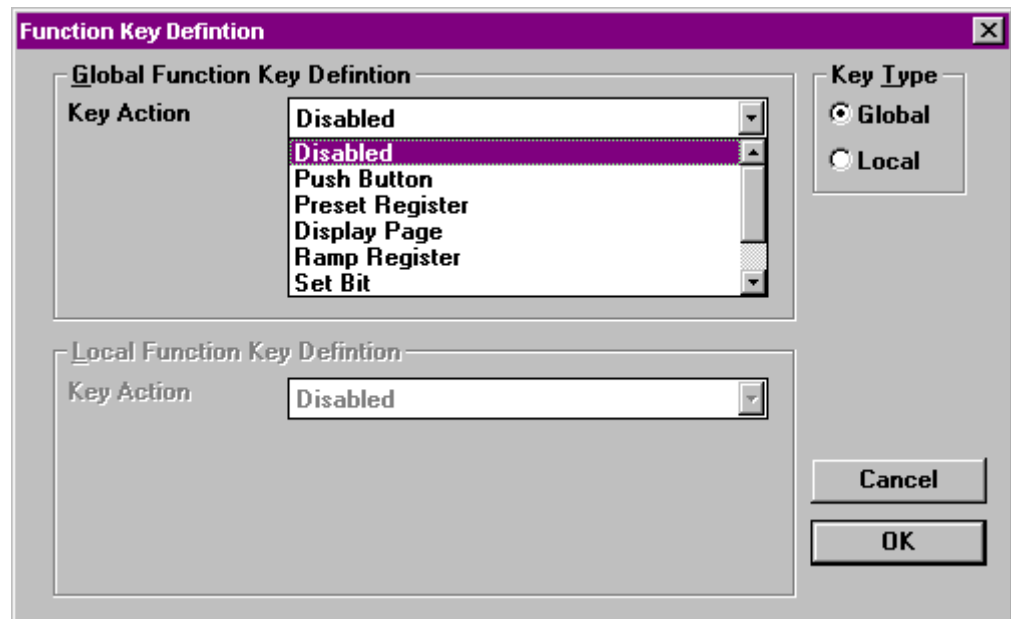 Function Key Defintion
Global Function Key Defintion
Key Action
Disabled
Disabled
Push Button
Preset Register
Display Page
Ramp Register
Set Bit
Key Type
Global
Local
Local Function Key Defintion
Key Action
Disabled
Cancel
OK